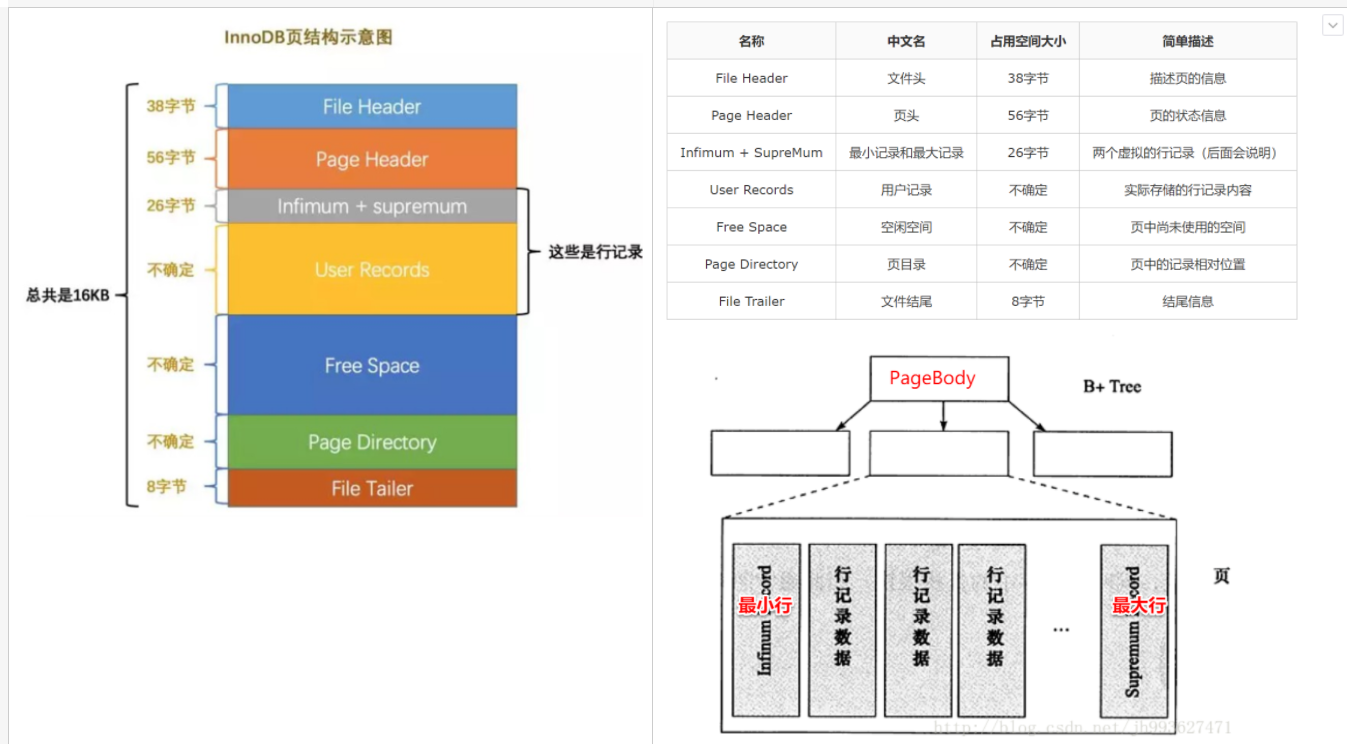 InnoDB页结构示意图
总共是16KB
38字节 File Header
56字节 Page Header
26字节 Infimum + supremum
不确定 User Records
这些是行记录
不确定 Free Space
不确定 Page Directory
8字节 File Tailer
名称 中文名 占用空间大小 简单描述
File Header 文件头 38字节 描述页的信息
Page Header 页头 56字节 页的状态信息
Infimum + SupreMum 最小记录和最大记录 26字节 两个虚拟的行记录（后面会说明）
User Records 用户记录 不确定 实际存储的行记录内容
Free Space 空闲空间 不确定 页中尚未使用的空间
Page Directory 页目录 不确定 页中的记录相对位置
File Trailer 文件结尾 8字节 结尾信息
PageBody
B+ Tree
Infinum
ord
最小行
行记录数据
行记录数据
行记录数据
...
Supremum
ord
最大行
页
http://blog.csdn.net/jh993627471